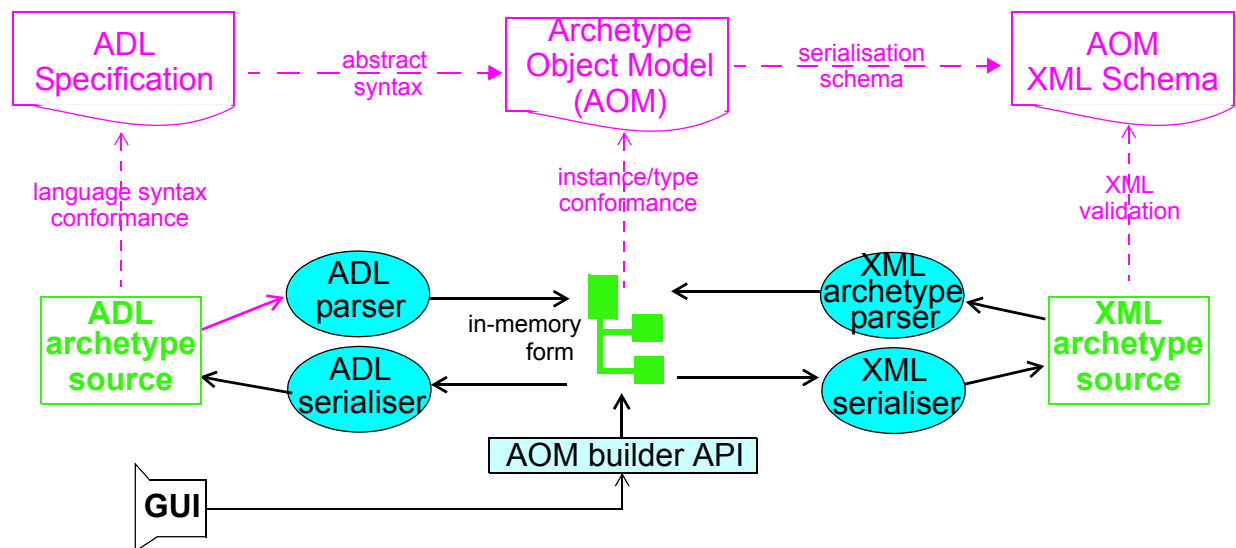 ADL
Specification
abstract
syntax
Archetype
Object Model
(AOM)
serialisation
schema
AOM
XML Schema
language syntax
conformance
instance/type
conformance
XML
validation
ADL
archetype
source
ADL
parser
in-memory
form
XML
archetype
parser
XML
archetype
source
ADL
serialiser
XML
serialiser
AOM builder API
GUI